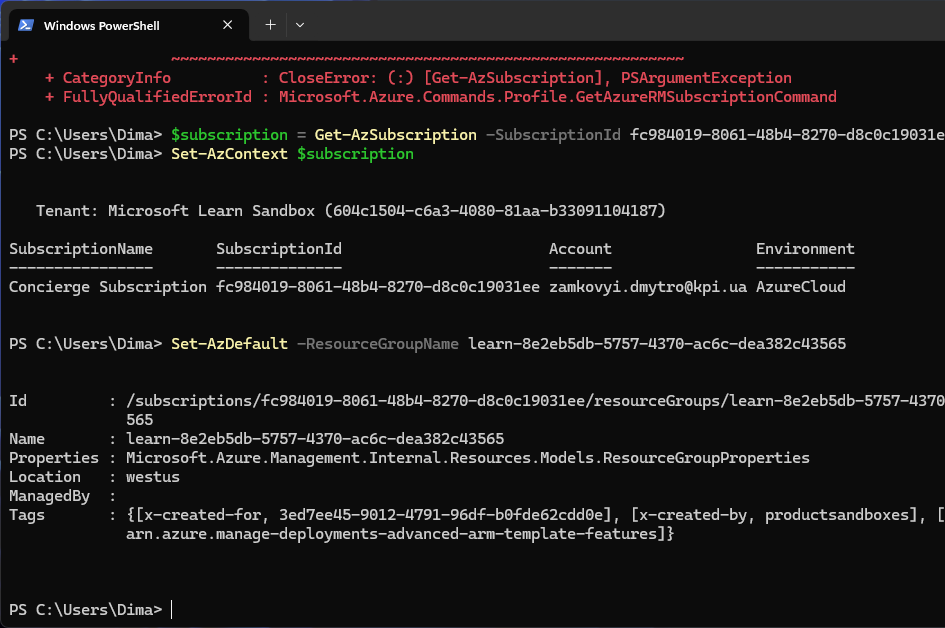 Windows PowerShell
+                 ~~~~~~~~~~~~~~~~~~~~~~~~~~~~~~~~~~~~~~~~~~~~~~~~~~~~~~~~~
    + CategoryInfo          : CloseError: (:) [Get-AzSubscription], PSArgumentException
    + FullyQualifiedErrorId : Microsoft.Azure.Commands.Profile.GetAzureRMSubscriptionCommand
PS C:\Users\Dima> $subscription = Get-AzSubscription -SubscriptionId fc984019-8061-48b4-8270-d8c0c19031e
PS C:\Users\Dima> Set-AzContext $subscription
   Tenant: Microsoft Learn Sandbox (604c1504-c6a3-4080-81aa-b33091104187)
SubscriptionName       SubscriptionId                       Account             Environment
----------------       --------------                       -------             -----------
Concierge Subscription fc984019-8061-48b4-8270-d8c0c19031ee zamkovyi.dmytro@kpi.ua AzureCloud
PS C:\Users\Dima> Set-AzDefault -ResourceGroupName learn-8e2eb5db-5757-4370-ac6c-dea382c43565
Id         : /subscriptions/fc984019-8061-48b4-8270-d8c0c19031ee/resourceGroups/learn-8e2eb5db-5757-4370
             565
Name       : learn-8e2eb5db-5757-4370-ac6c-dea382c43565
Properties : Microsoft.Azure.Management.Internal.Resources.Models.ResourceGroupProperties
Location   : westus
ManagedBy  :
Tags       : {[x-created-for, 3ed7ee45-9012-4791-96df-b0fde62cdd0e], [x-created-by, productsandboxes], [
             arn.azure.manage-deployments-advanced-arm-template-features]}
PS C:\Users\Dima>